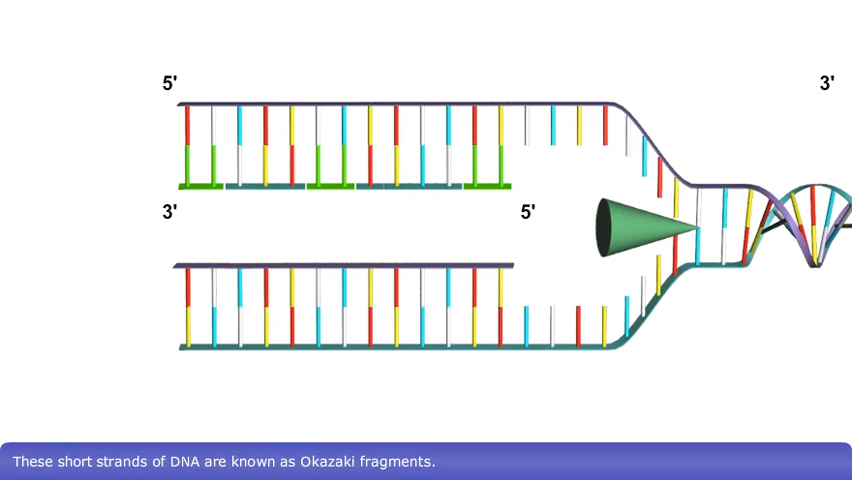 5'
3'
3'
5'
These short strands of DNA are known as Okazaki fragments.